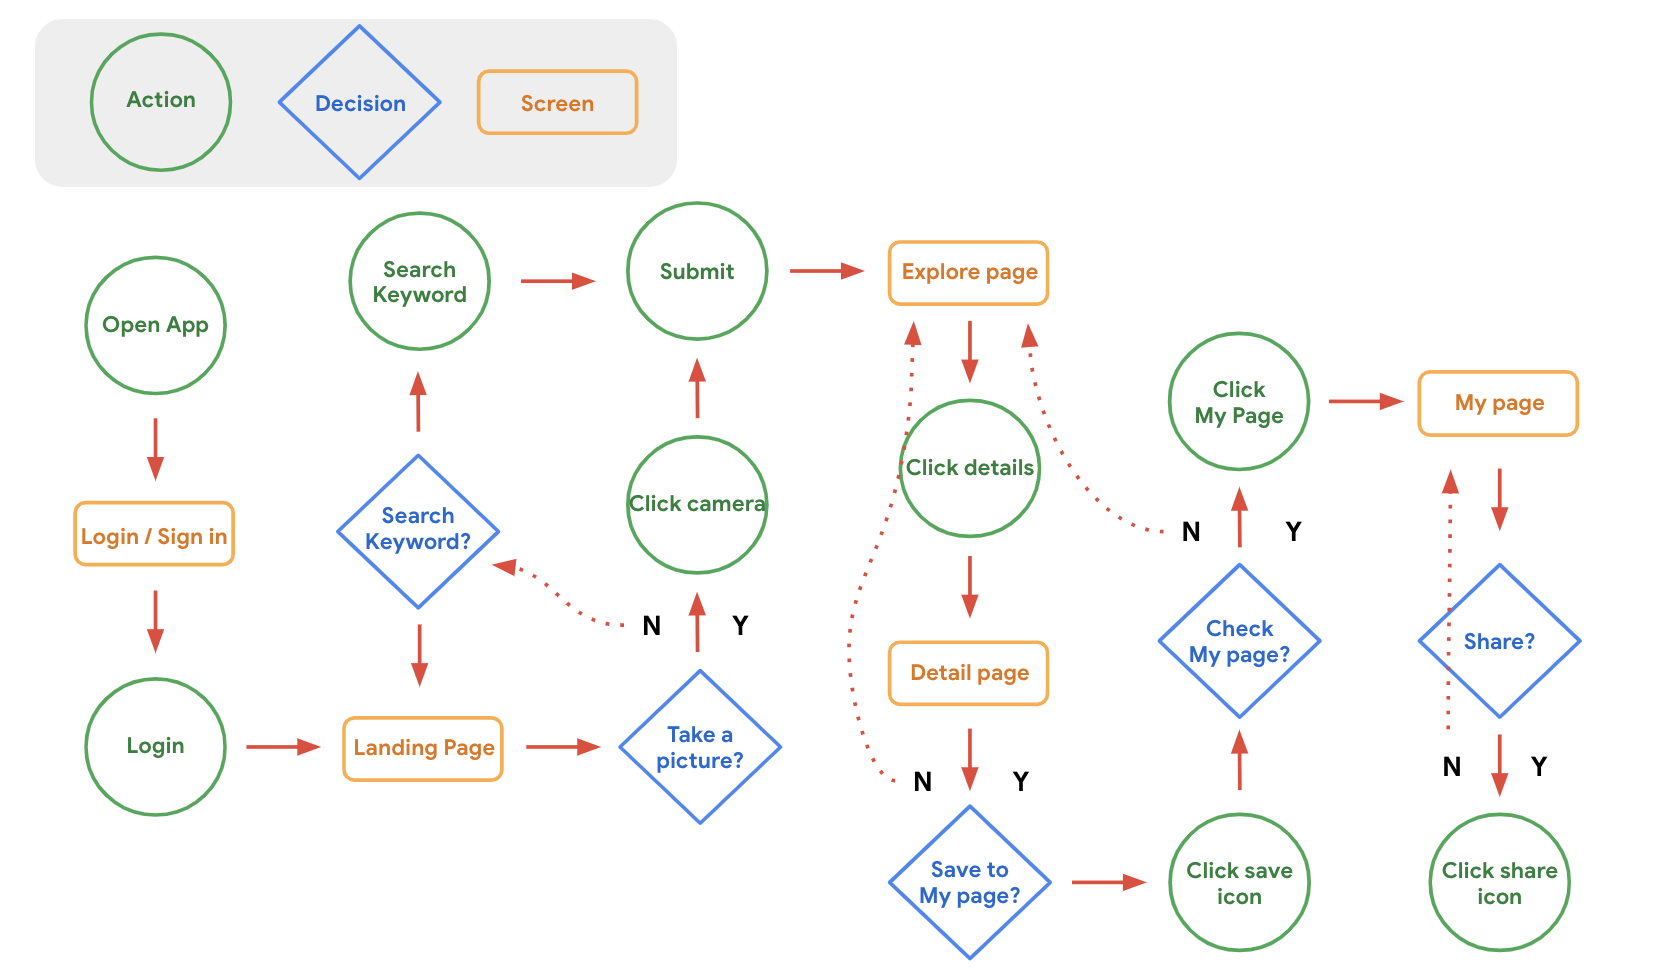 Action
Decision
Screen
Open App
Login / Sign in
Login
Search
Keyword
Search
Keyword?
Landing Page
Submit
Click camera
N
Y
Take a
picture?
Explore page
Click details
Detail page
N
Y
Save to
My page?
Click
My Page
N
Y
Check
My page?
Click save
icon
My page
Share?
N
Y
Click share
icon